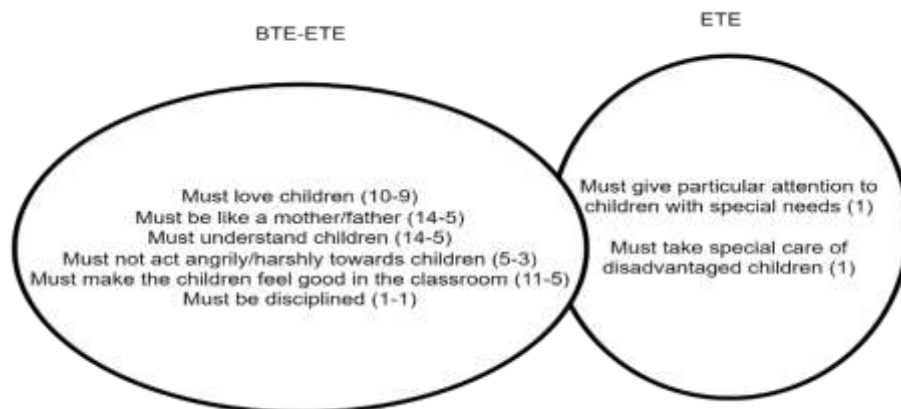 BTE-ETE
ETE
Must love children (10-9)
Must be like a mother/father (14-5)
Must understand children (14-5)
Must not act angrily/harshly towards children (5-3)
Must make the children feel good in the classroom (11-5)
Must be disciplined (1-1)
Must give particular attention to
children with special needs (1)
Must take special care of
disadvantaged children (1)